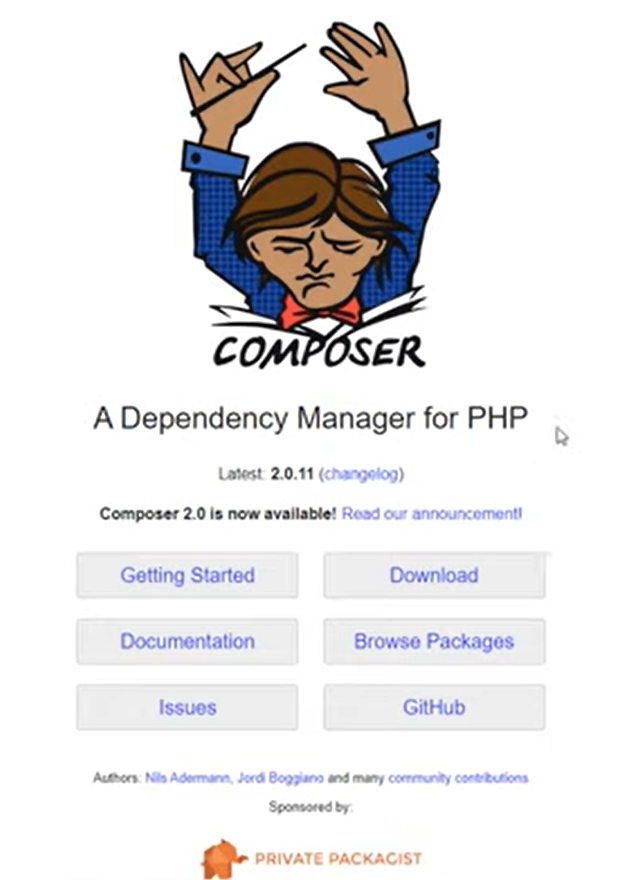 COMPOSER
A Dependency Manager for PHP
Latest: 2.0.11 (changelog)
Composer 2.0 is now available! Read our announcement!
Getting Started
Download
Documentation
Browse Packages
Issues
GitHub
Authors: Nils Adermann, Jordi Boggiano and many community contributions
Sponsored by:
PRIVATE PACKAGIST